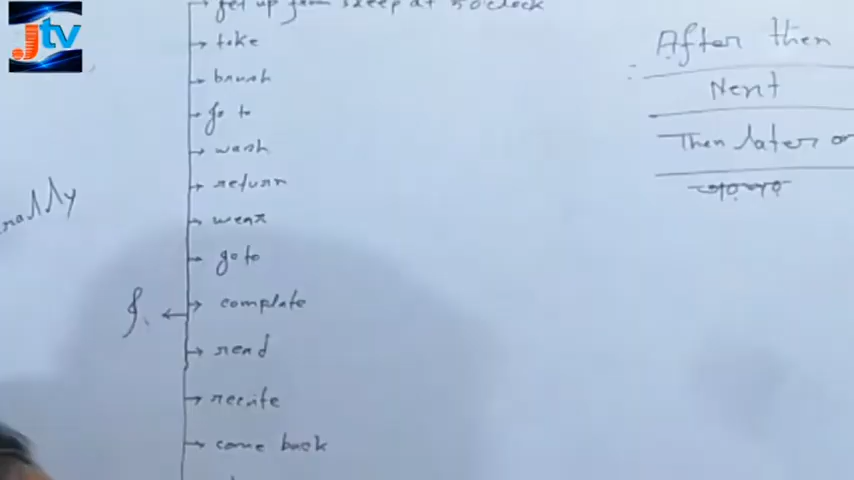 jtv
get up from sleep at 5 o'clock
take
brush
go to
wash
return
wear
go to
complate
read
recite
come back
After then
Next
Then later on